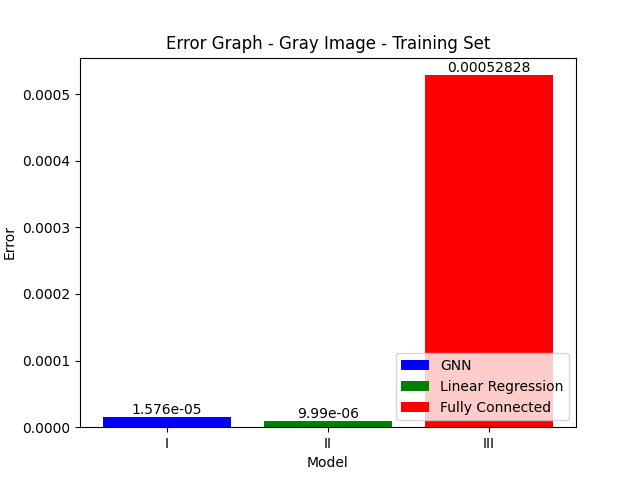 Error Graph - Gray Image - Training Set
0.00052828
0.0005
0.0004
0.0003
0.0002
0.0001
0.0000
Error
1.576e-05
9.99e-06
GNN
Linear Regression
Fully Connected
I
II
III
Model